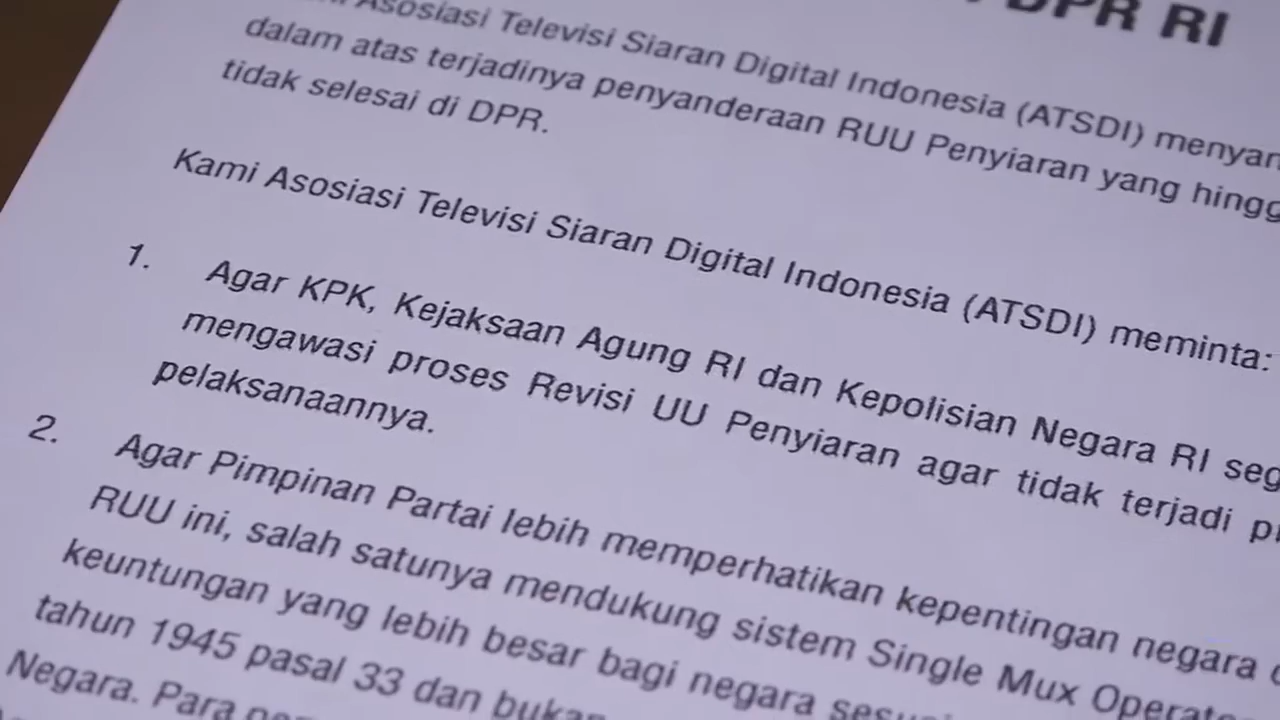 DPR RI
Asosiasi Televisi Siaran Digital Indonesia (ATSDI)
dalam atas terjadinya penyanderaan RUU Penyiaran yang
tidak selesai di DPR.
Kami Asosiasi Televisi Siaran Digital Indonesia (ATSDI) meminta:
1. Agar KPK, Kejaksaan Agung RI dan Kepolisian Negara RI
mengawasi proses Revisi UU Penyiaran agar tidak terjadi
pelaksanaannya.
2. Agar Pimpinan Partai lebih memperhatikan kepentingan negara
RUU ini, salah satunya mendukung sistem Single Mux
keuntungan yang lebih besar bagi negara
tahun 1945 pasal 33 dan
Negara. Para